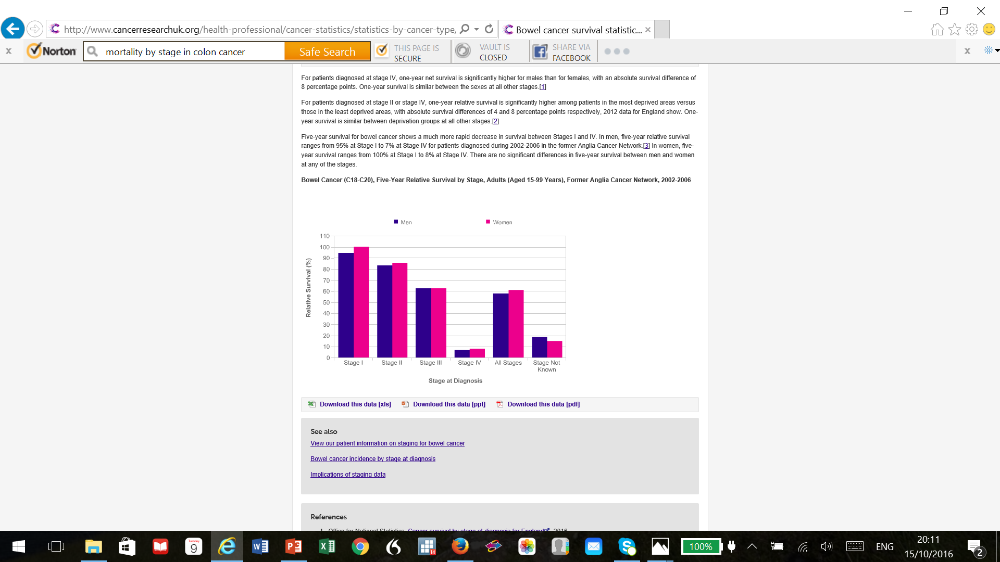 http://www.cancerresearchuk.org/health-professional/cancer-statistics/statistics-by-cancer-type,
Bowel cancer survival statistic...
Norton
mortality by stage in colon cancer
Safe Search
THIS PAGE IS
SECURE
VAULT IS
CLOSED
SHARE VIA
FACEBOOK
For patients diagnosed at stage IV, one-year net survival is significantly higher for males than for females, with an absolute survival difference of
8 percentage points. One-year survival is similar between the sexes at all other stages.[1]
For patients diagnosed at stage II or stage IV, one-year relative survival is significantly higher among patients in the most deprived areas versus
those in the least deprived areas, with absolute survival differences of 4 and 8 percentage points respectively, 2012 data for England show. One-
year survival is similar between deprivation groups at all other stages.[2]
Five-year survival for bowel cancer shows a much more rapid decrease in survival between Stages I and IV. In men, five-year relative survival
ranges from 95% at Stage I to 7% at Stage IV for patients diagnosed during 2002-2006 in the former Anglia Cancer Network.[3] In women, five-
year survival ranges from 100% at Stage I to 8% at Stage IV. There are no significant differences in five-year survival between men and women
at any of the stages.
Bowel Cancer (C18-C20), Five-Year Relative Survival by Stage, Adults (Aged 15-99 Years), Former Anglia Cancer Network, 2002-2006
Men
Women
110
100
90
80
70
60
50
40
30
20
10
0
Relative Survival (%)
Stage I
Stage II
Stage III
Stage IV
All Stages
Stage Not
Known
Stage at Diagnosis
Download this data [xls]
Download this data [ppt]
Download this data [pdf]
See also
View our patient information on staging for bowel cancer
Bowel cancer incidence by stage at diagnosis
Implications of staging data
References
1. Office for National Statistics. Cancer survival by stage at diagnosis for England 2016
Tuesday
9
14
100%
ENG
20:11
15/10/2016
2